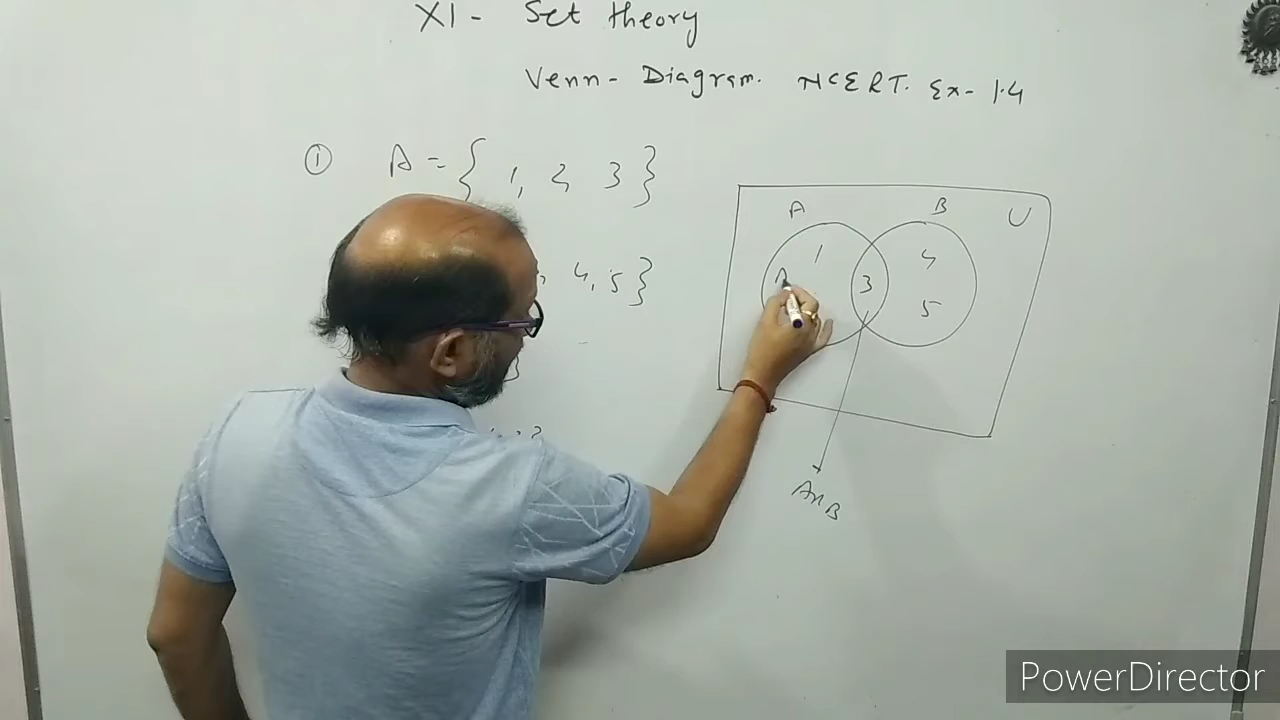 XI - Set theory
Venn - Diagram. NCERT. Ex - 1.4
① A = { 1, 2, 3 }
4, 5 }
A B U
1
3
4
5
A∩B
PowerDirector